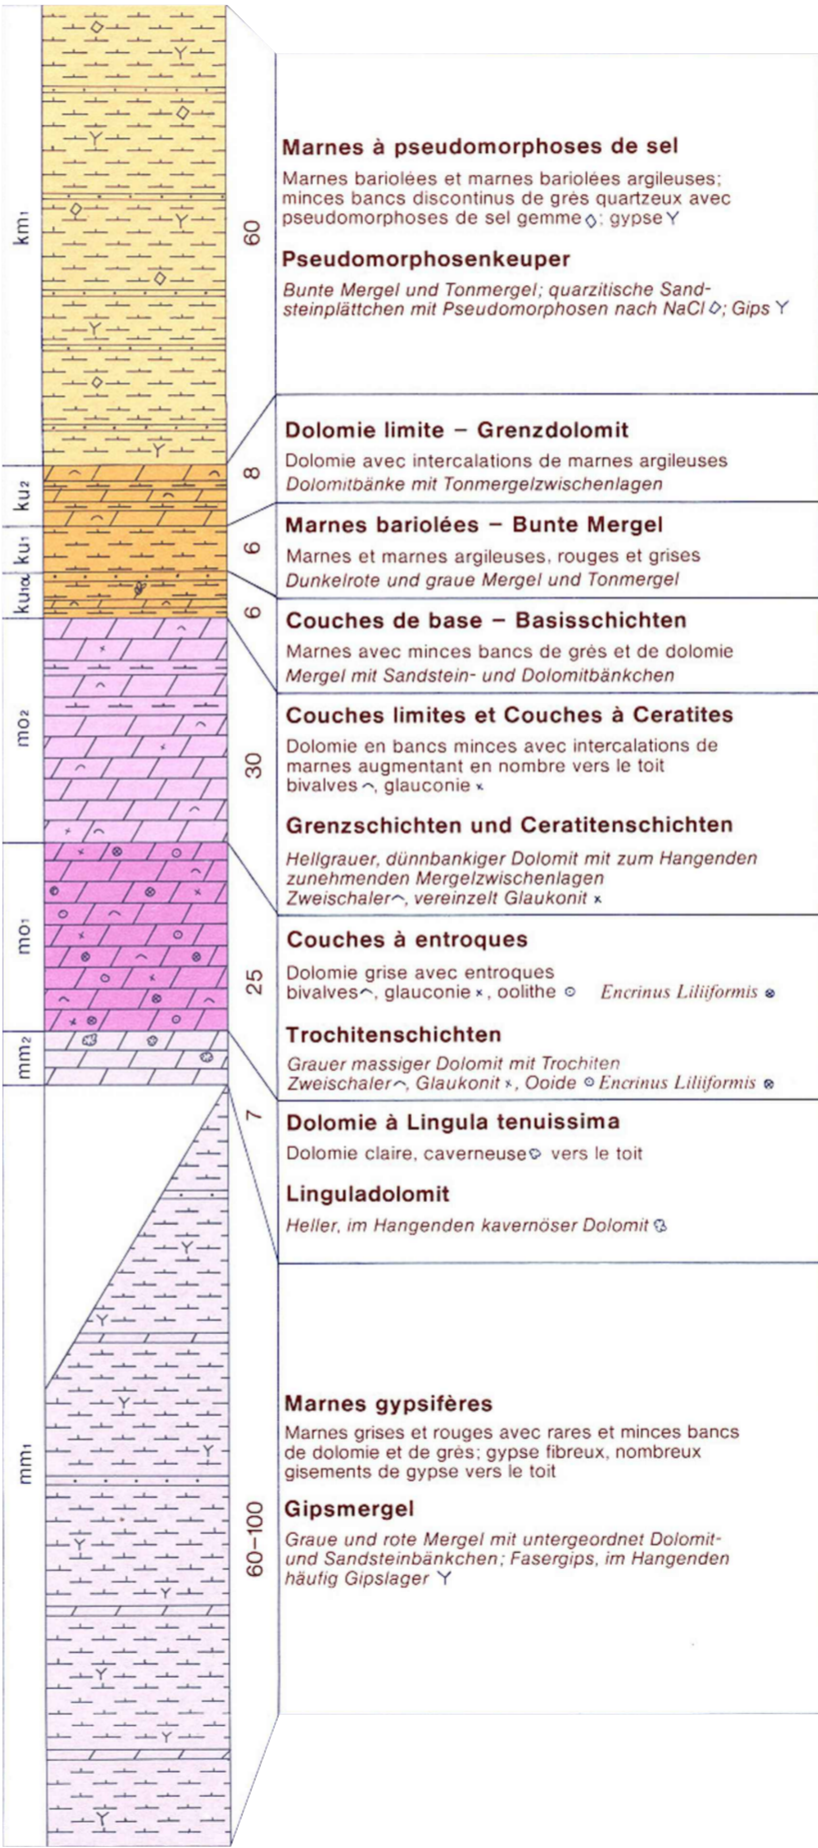 km₁
60
Marnes à pseudomorphoses de sel
Marnes bariolées et marnes bariolées argileuses;
minces bancs discontinus de grès quartzeux avec
pseudomorphoses de sel gemme ◇; gypse Y
Pseudomorphosenkeuper
Bunte Mergel und Tonmergel; quarzitische Sand-
steinplättchen mit Pseudomorphosen nach NaCl ◇; Gips Y
ku₂
8
Dolomie limite – Grenzdolomit
Dolomie avec intercalations de marnes argileuses
Dolomitbänke mit Tonmergelzwischenlagen
ku₁
6
Marnes bariolées – Bunte Mergel
Marnes et marnes argileuses, rouges et grises
Dunkelrote und graue Mergel und Tonmergel
ku₁α
6
Couches de base – Basisschichten
Marnes avec minces bancs de grès et de dolomie
Mergel mit Sandstein- und Dolomitbänkchen
mo₂
30
Couches limites et Couches à Ceratites
Dolomie en bancs minces avec intercalations de
marnes augmentant en nombre vers le toit
bivalves ⌢, glauconie ×
Grenzschichten und Ceratitenschichten
Hellgrauer, dünnbankiger Dolomit mit zum Hangenden
zunehmenden Mergelzwischenlagen
Zweischaler ⌢, vereinzelt Glaukonit ×
mo₁
25
Couches à entroques
Dolomie grise avec entroques
bivalves ⌢, glauconie ×, oolithe ⊙ Encrinus Liliiformis ⊗
Trochitenschichten
Grauer massiger Dolomit mit Trochiten
Zweischaler ⌢, Glaukonit ×, Ooide ⊙ Encrinus Liliiformis ⊗
mm₂
7
Dolomie à Lingula tenuissima
Dolomie claire, caverneuse vers le toit
Linguladolomit
Heller, im Hangenden kavernöser Dolomit
mm₁
60–100
Marnes gypsifères
Marnes grises et rouges avec rares et minces bancs
de dolomie et de grès; gypse fibreux, nombreux
gisements de gypse vers le toit
Gipsmergel
Graue und rote Mergel mit untergeordnet Dolomit-
und Sandsteinbänkchen; Fasergips, im Hangenden
häufig Gipslager Y